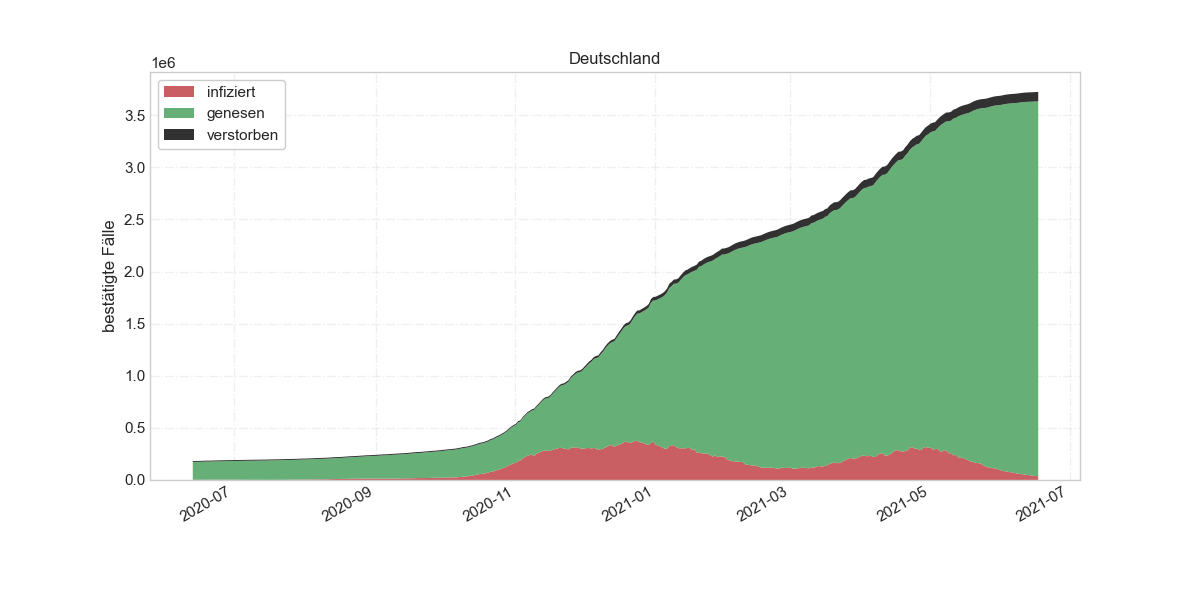 Deutschland
1e6
infiziert
genesen
verstorben
bestätigte Fälle
3.5
3.0
2.5
2.0
1.5
1.0
0.5
0.0
2020-07
2020-09
2020-11
2021-01
2021-03
2021-05
2021-07